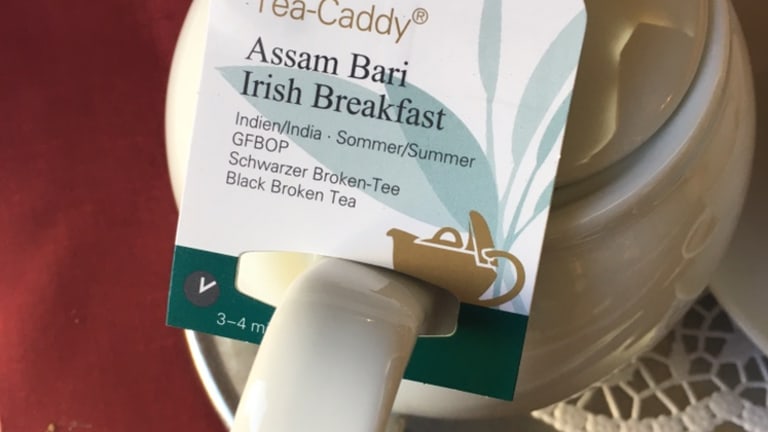 Tea-Caddy®
Assam Bari
Irish Breakfast
Indien/India · Sommer/Summer
GFBOP
Schwarzer Broken-Tee
Black Broken Tea
3–4 m